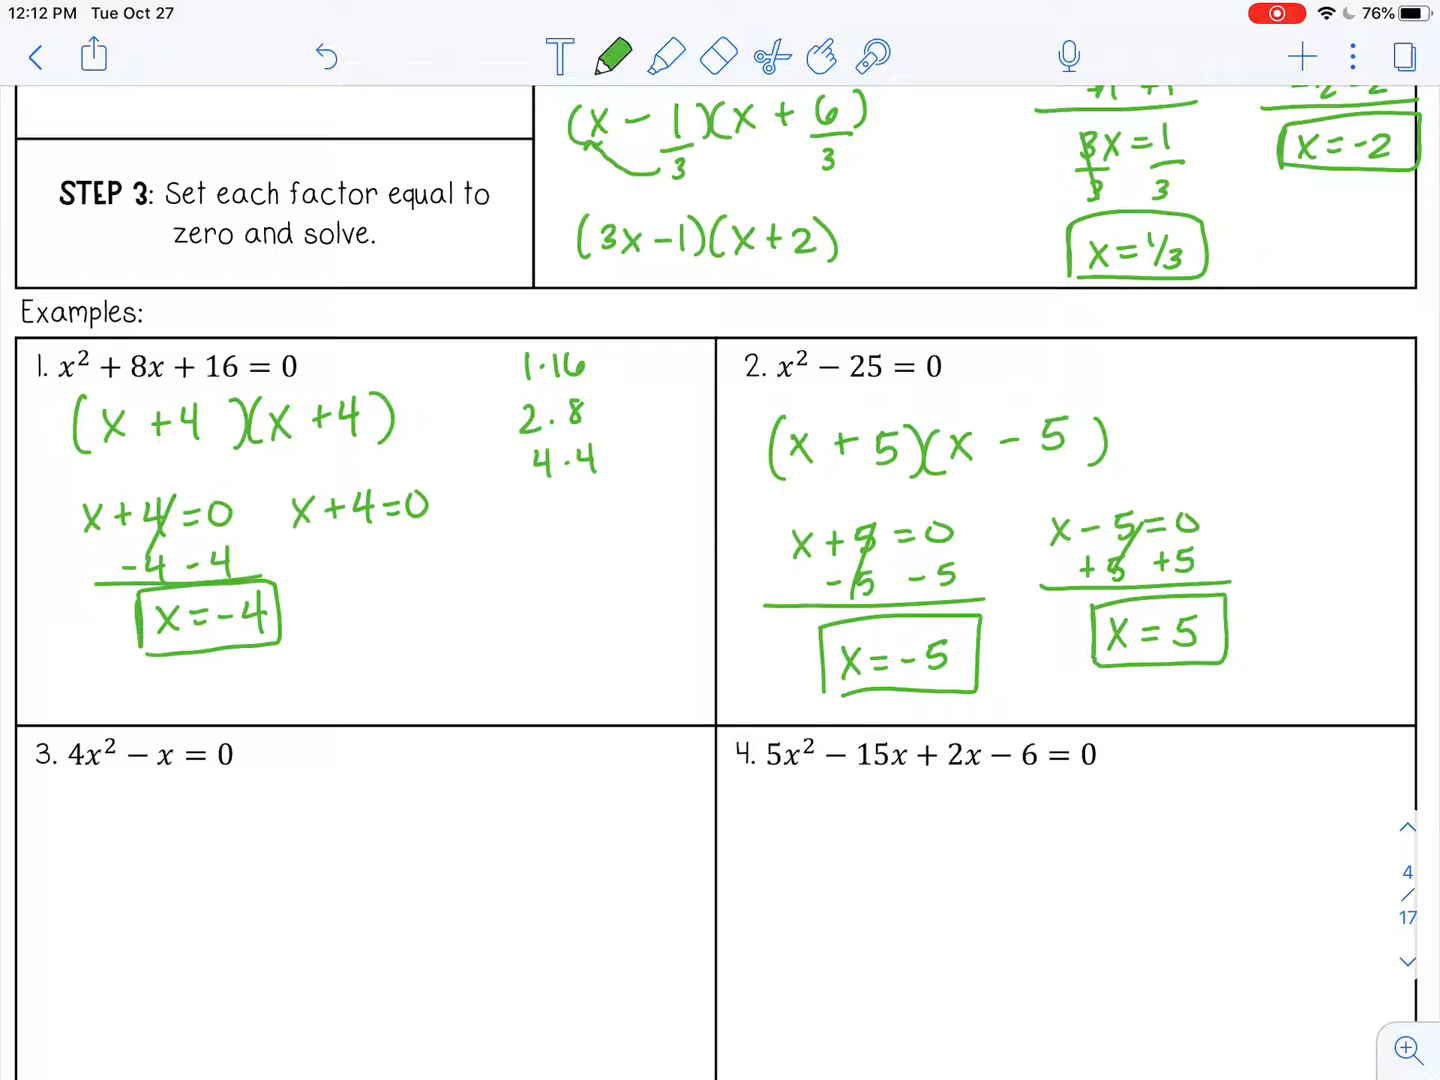 12:12 PM Tue Oct 27
76%
T
(x - 1/3)(x + 6/3)
(3x-1)(x+2)
+1 +1
3x = 1
3 3
x = 1/3
-2 -2
x = -2
STEP 3: Set each factor equal to
zero and solve.
Examples:
1. x² + 8x + 16 = 0
1·16
2·8
4·4
(x +4)(x +4)
x+4=0 x+4=0
-4 -4
x=-4
2. x² − 25 = 0
(x + 5)(x - 5)
x+5=0 x-5=0
-5 -5 +5 +5
x=-5 x=5
3. 4x² − x = 0
4. 5x² − 15x + 2x − 6 = 0
4
/
17